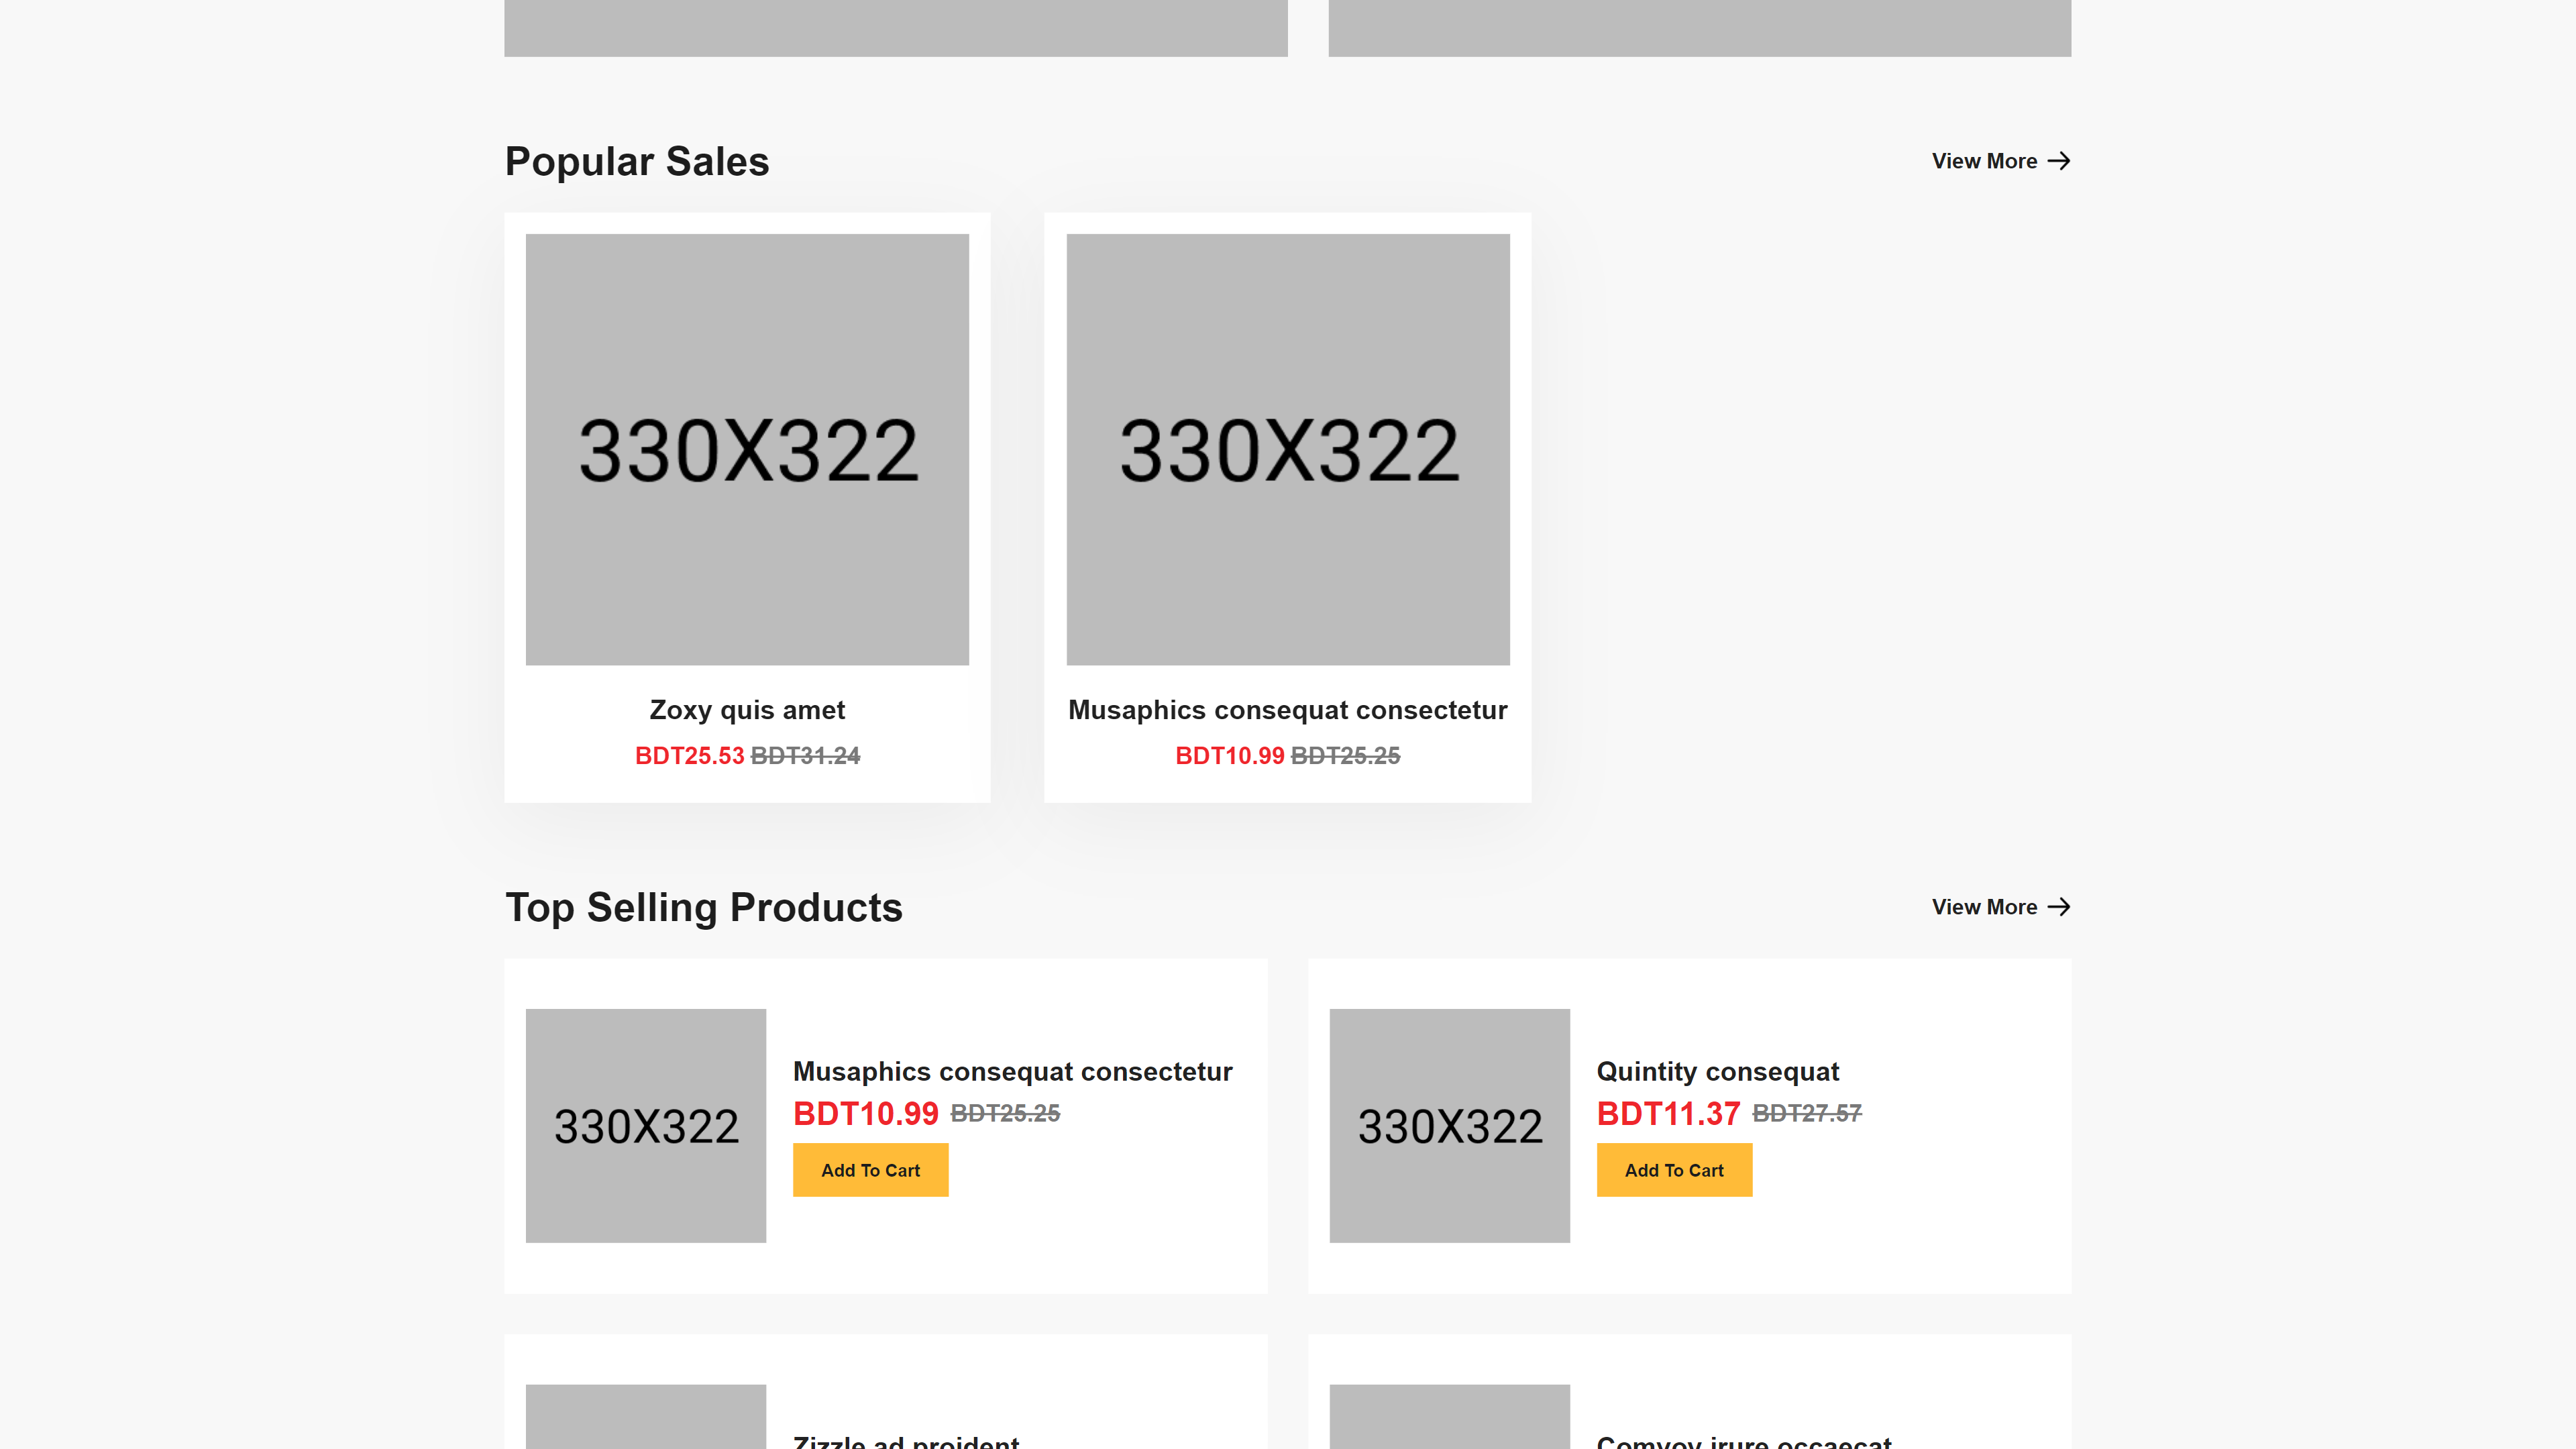 Popular Sales
View More
330X322
330X322
Zoxy quis amet
Musaphics consequat consectetur
BDT25.53 BDT31.24
BDT10.99 BDT25.25
Top Selling Products
View More
330X322
Musaphics consequat consectetur
BDT10.99 BDT25.25
Add To Cart
330X322
Quintity consequat
BDT11.37 BDT27.57
Add To Cart
Zizzle ad proident
Comvoy irure occaecat